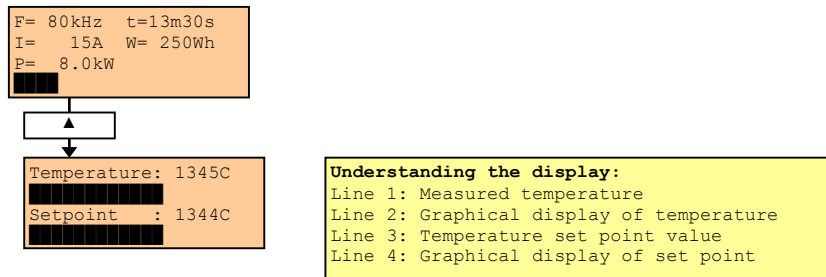 F= 80kHz t=13m30s
I= 15A W= 250Wh
P= 8.0kW
Temperature: 1345C
Setpoint : 1344C
Understanding the display:
Line 1: Measured temperature
Line 2: Graphical display of temperature
Line 3: Temperature set point value
Line 4: Graphical display of set point